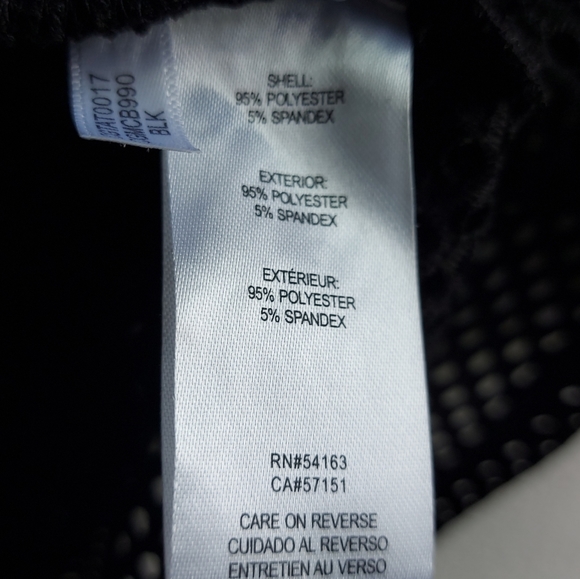 SHELL:
95% POLYESTER
5% SPANDEX
EXTERIOR:
95% POLYESTER
5% SPANDEX
EXTÉRIEUR:
95% POLYESTER
5% SPANDEX
RN#54163
CA#57151
CARE ON REVERSE
CUIDADO AL REVERSO
ENTRETIEN AU VERSO
BLK